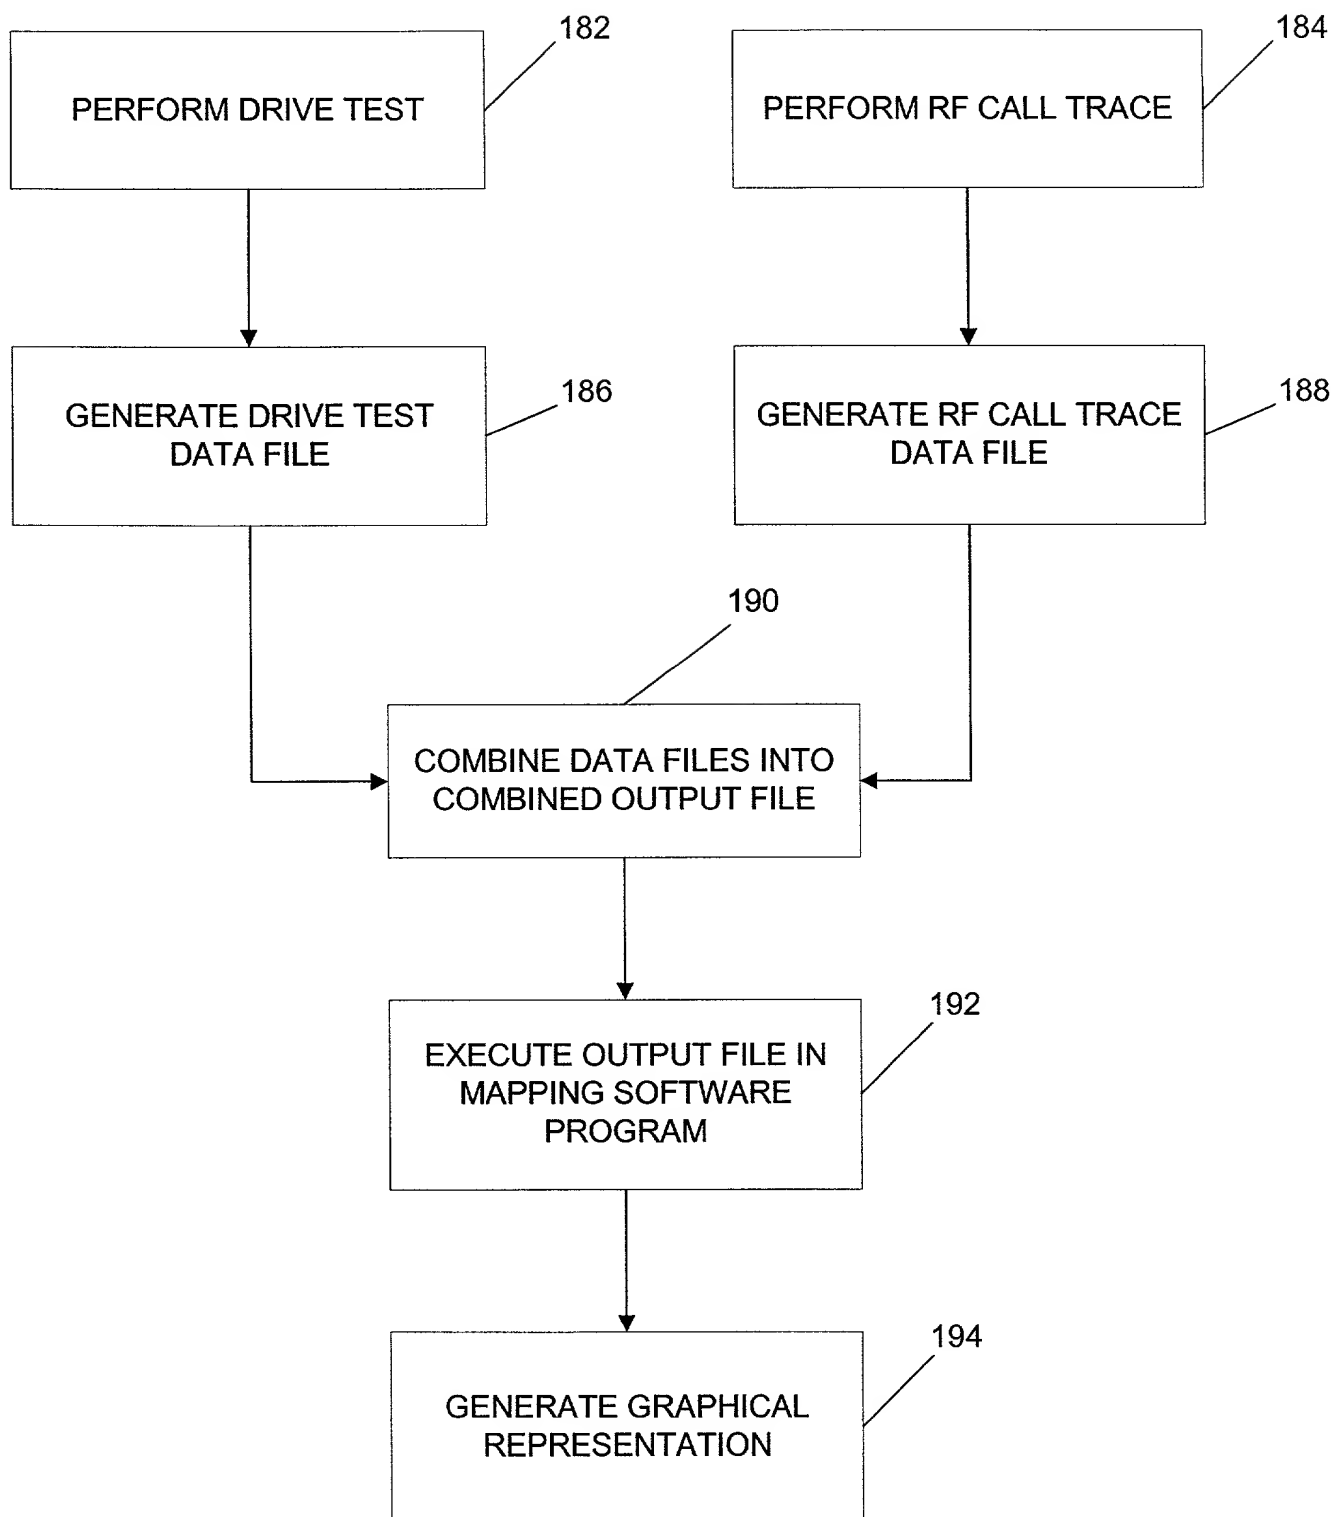 182
PERFORM DRIVE TEST
184
PERFORM RF CALL TRACE
186
GENERATE DRIVE TEST
DATA FILE
188
GENERATE RF CALL TRACE
DATA FILE
190
COMBINE DATA FILES INTO
COMBINED OUTPUT FILE
192
EXECUTE OUTPUT FILE IN
MAPPING SOFTWARE
PROGRAM
194
GENERATE GRAPHICAL
REPRESENTATION